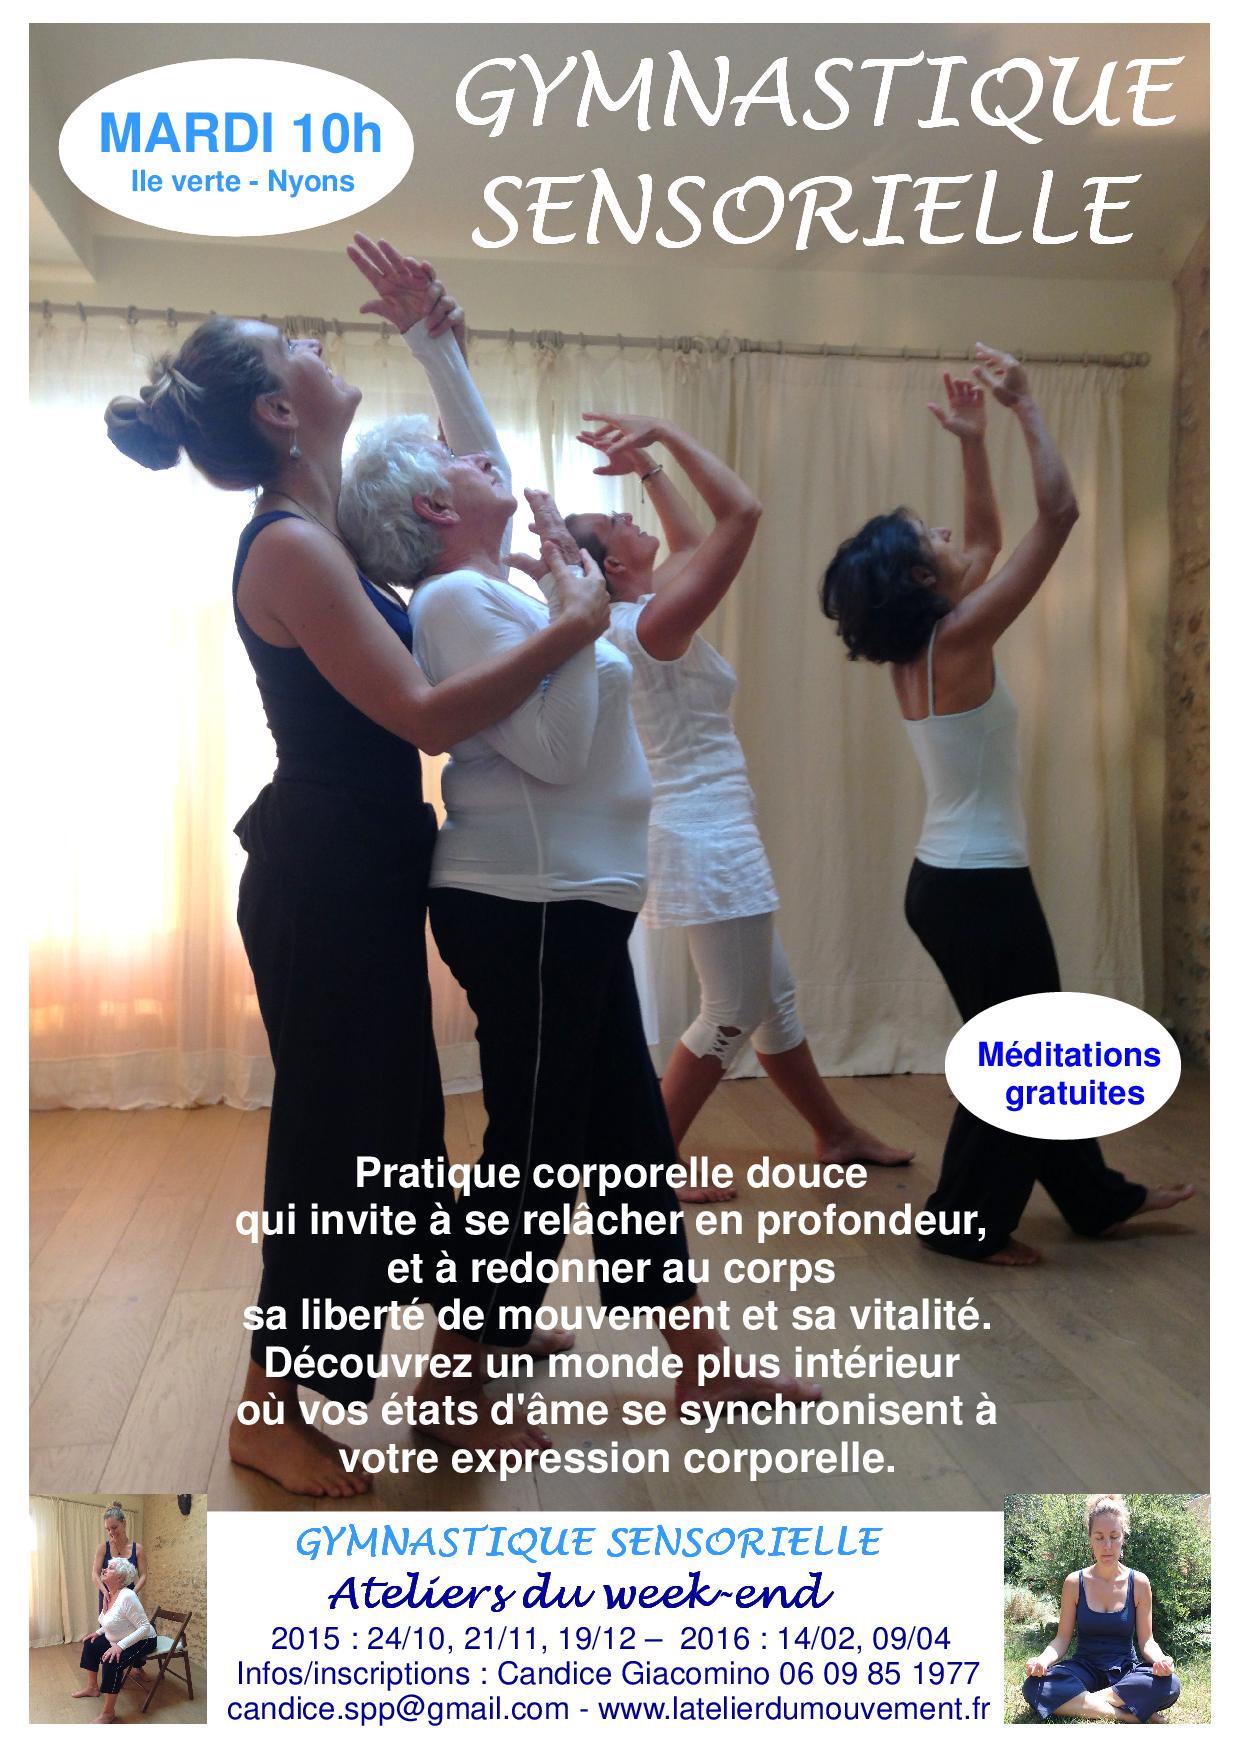 MARDI 10h
Ile verte - Nyons
GYMNASTIQUE
SENSORIELLE
Méditations
gratuites
Pratique corporelle douce
qui invite à se relâcher en profondeur,
et à redonner au corps
sa liberté de mouvement et sa vitalité.
Découvrez un monde plus intérieur
où vos états d'âme se synchronisent à
votre expression corporelle.
GYMNASTIQUE SENSORIELLE
Ateliers du week-end
2015 : 24/10, 21/11, 19/12 – 2016 : 14/02, 09/04
Infos/inscriptions : Candice Giacomino 06 09 85 1977
candice.spp@gmail.com - www.latelierdumouvement.fr